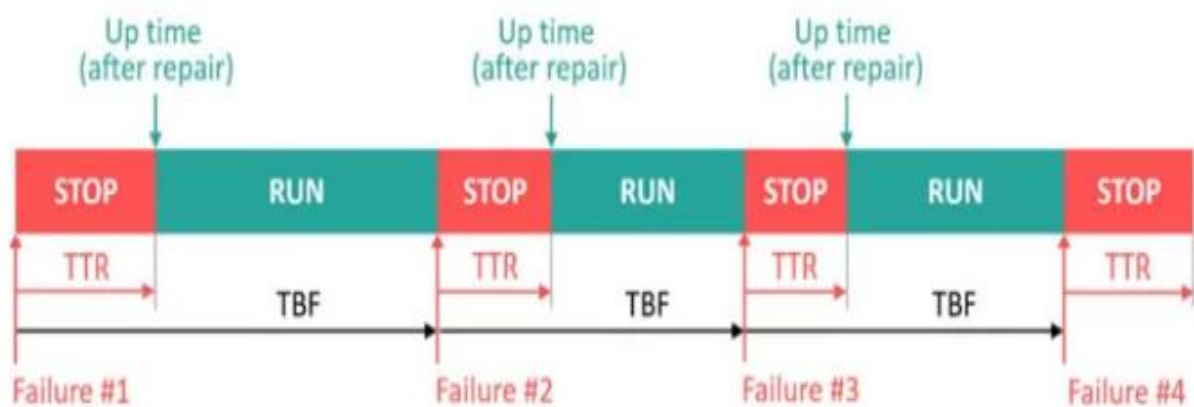 Up time
(after repair)
Up time
(after repair)
Up time
(after repair)
STOP
RUN
STOP
RUN
STOP
RUN
STOP
TTR
TTR
TTR
TTR
TBF
TBF
TBF
Failure #1
Failure #2
Failure #3
Failure #4